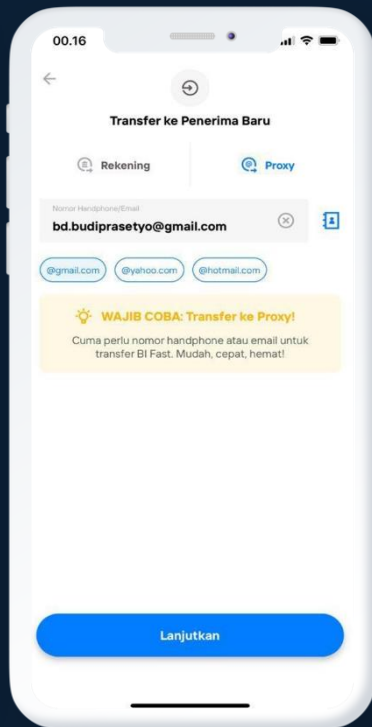 00.16
Transfer ke Penerima Baru
Rekening
Proxy
Nomor Handphone/Email
bd.budiprasetyo@gmail.com
@gmail.com
@yahoo.com
@hotmail.com
WAJIB COBA: Transfer ke Proxy!
Cuma perlu nomor handphone atau email untuk
transfer BI Fast. Mudah, cepat, hemat!
Lanjutkan